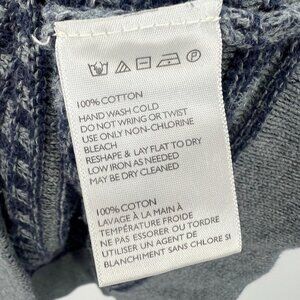 100% COTTON
HAND WASH COLD
DO NOT WRING OR TWIST
USE ONLY NON-CHLORINE
BLEACH
RESHAPE & LAY FLAT TO DRY
LOW IRON AS NEEDED
MAY BE DRY CLEANED
100% COTON
LAVAGE À LA MAIN À
TEMPÉRATURE FROIDE
NE PAS ESSORER OU TORDRE
UTILISER UN AGENT DE
BLANCHIMENT SANS CHLORE SI